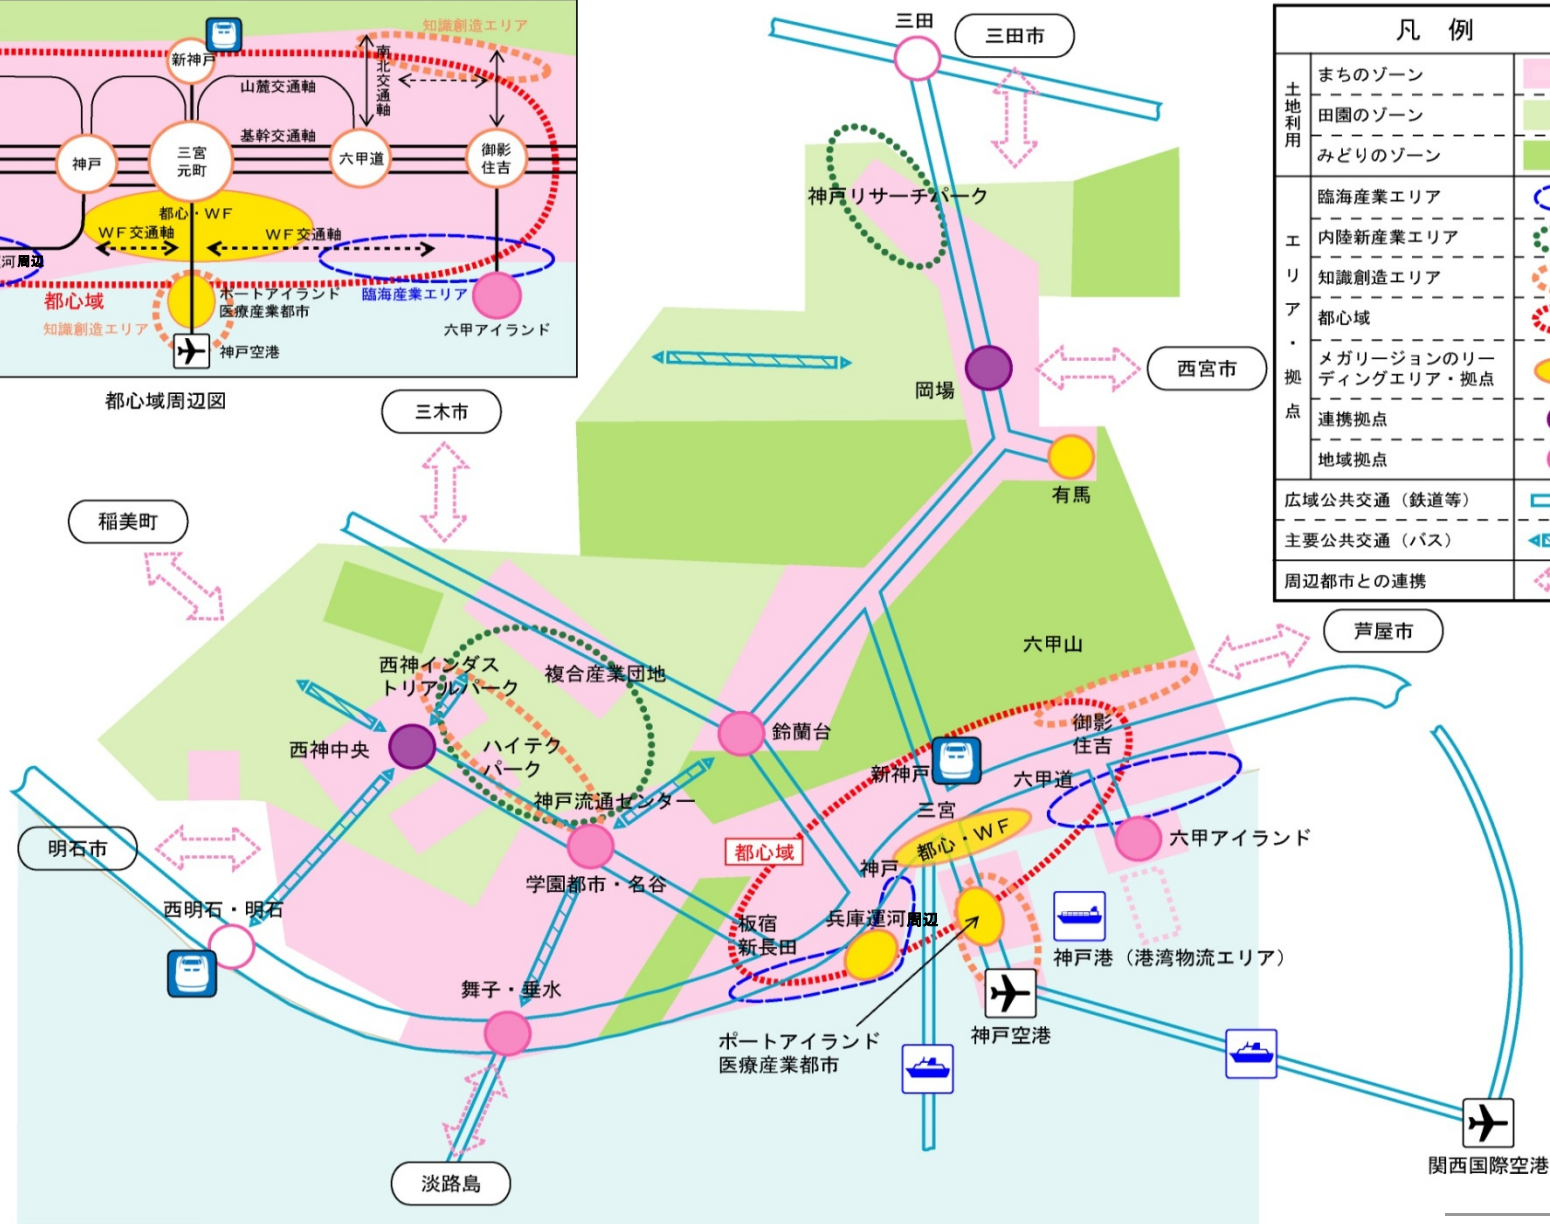 知識創造エリア
新神戸
南北交通軸
山麓交通軸
基幹交通軸
神戸
三宮
元町
六甲道
御影
住吉
都心・WF
WF交通軸
WF交通軸
河周辺
都心域
ポートアイランド
医療産業都市
臨海産業エリア
知識創造エリア
六甲アイランド
神戸空港
都心域周辺図
三田
三田市
神戸リサーチパーク
岡場
西宮市
有馬
三木市
稲美町
六甲山
芦屋市
西神インダス
トリアルパーク
複合産業団地
西神中央
ハイテク
パーク
鈴蘭台
神戸流通センター
御影
住吉
新神戸
六甲道
三宮
都心・WF
六甲アイランド
都心域
神戸
明石市
学園都市・名谷
西明石・明石
板宿
新長田
兵庫運河周辺
神戸港（港湾物流エリア）
舞子・垂水
ポートアイランド
医療産業都市
神戸空港
関西国際空港
淡路島
凡 例
土地利用
まちのゾーン
田園のゾーン
みどりのゾーン
エリア・拠点
臨海産業エリア
内陸新産業エリア
知識創造エリア
都心域
メガリージョンのリー
ディングエリア・拠点
連携拠点
地域拠点
広域公共交通（鉄道等）
主要公共交通（バス）
周辺都市との連携